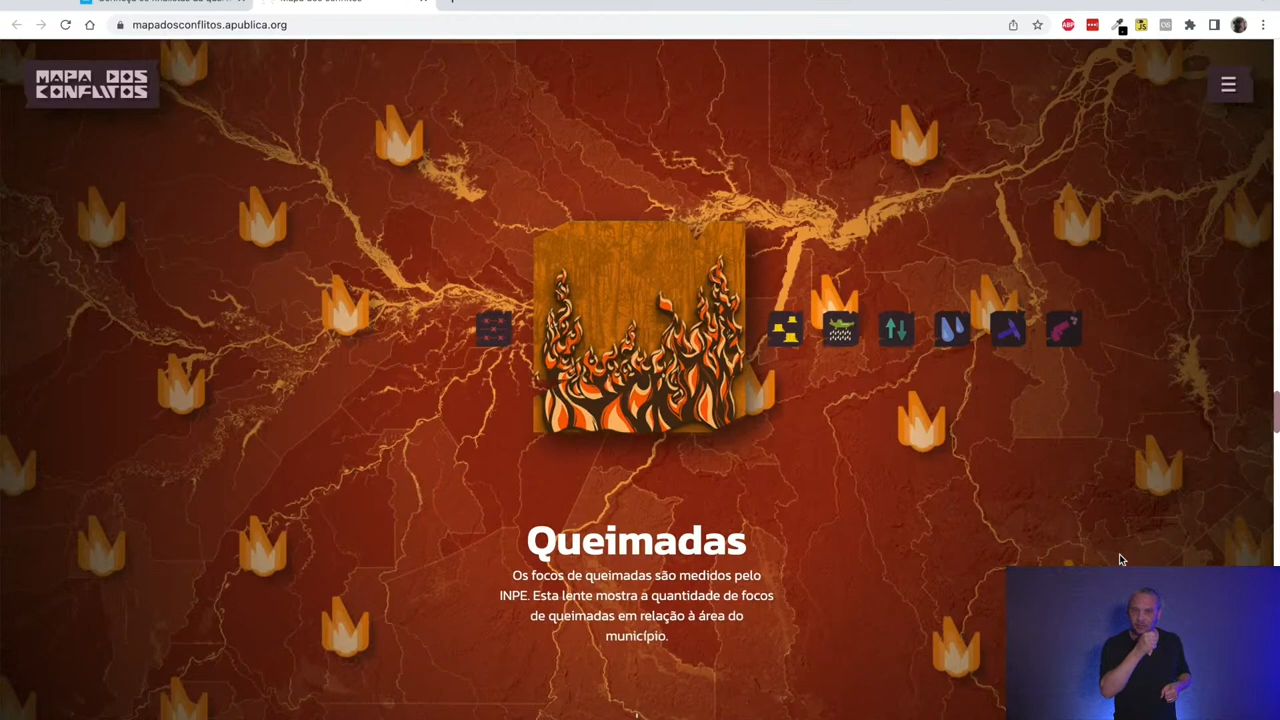 mapadosconflitos.apublica.org
MAPA DOS
CONFLITOS
Queimadas
Os focos de queimadas são medidos pelo
INPE. Esta lente mostra a quantidade de focos
de queimadas em relação à área do
município.